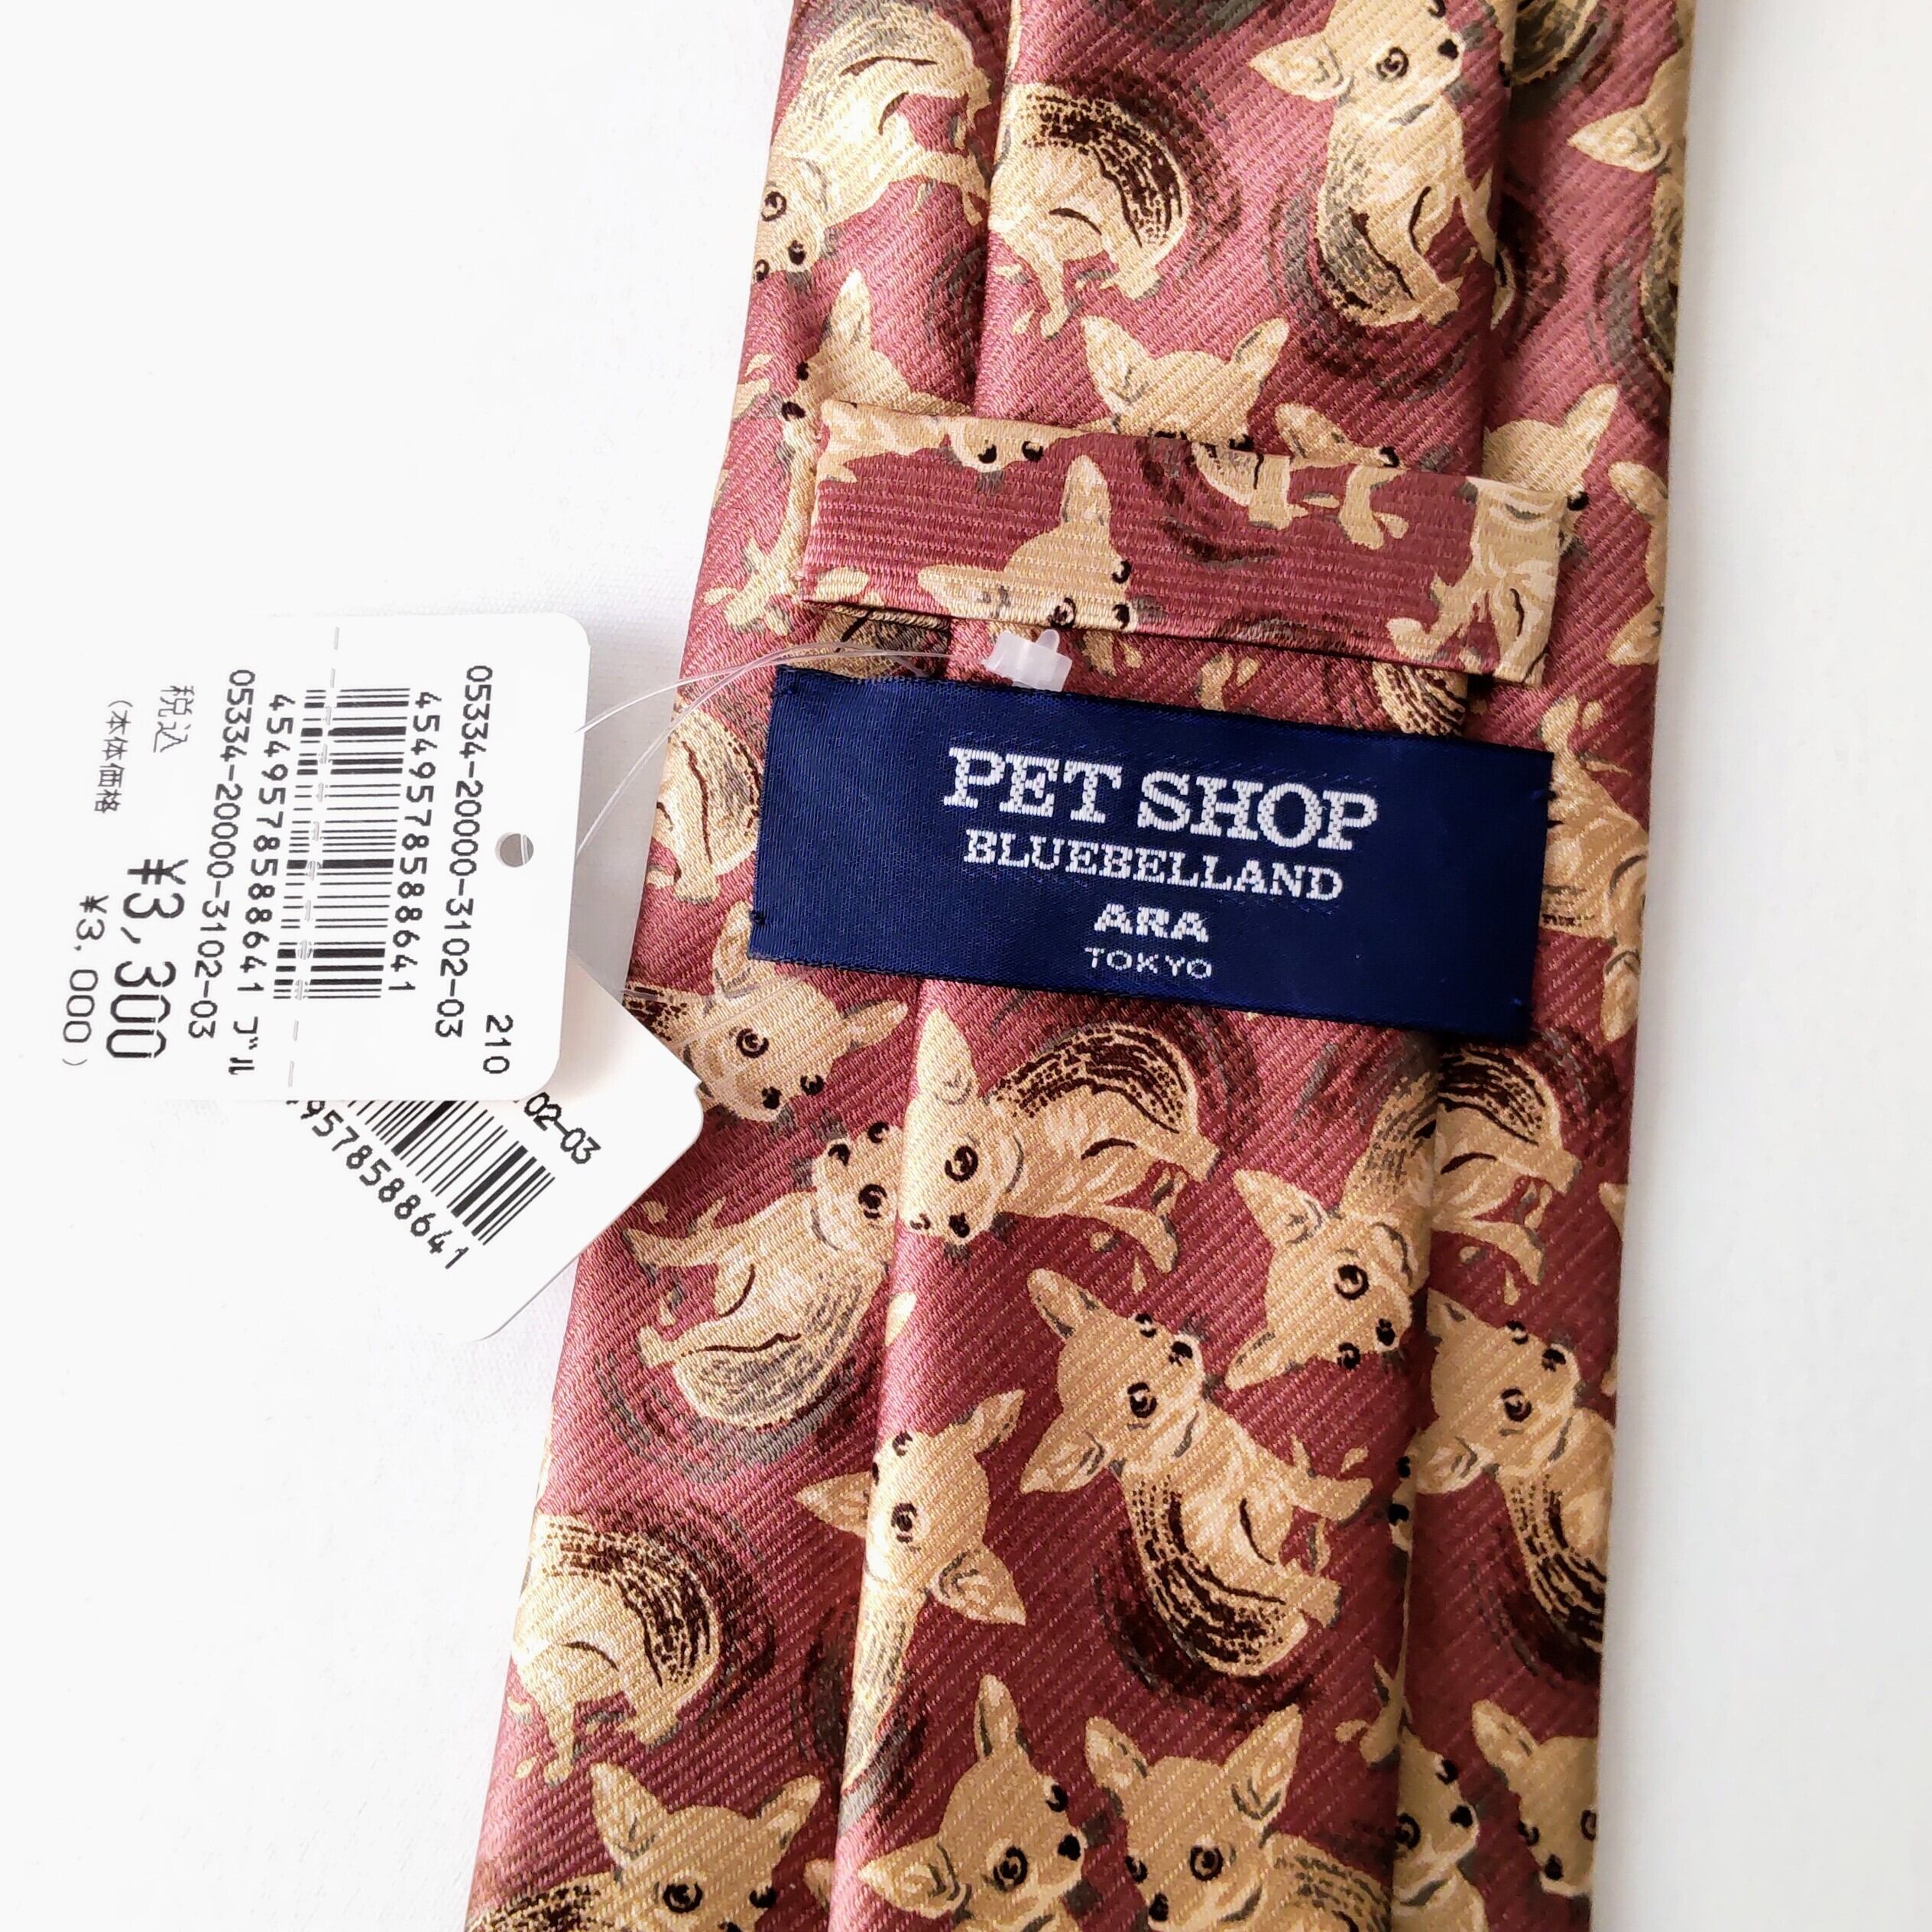 PET SHOP
BLUEBELLAND
ARA
TOKYO
210
05334-20000-3102-03
4549578588641
4549578588641 ブル
05334-20000-3102-03
税込 ¥3,300
(本体価格 ¥3,000)
02-03
9578588641